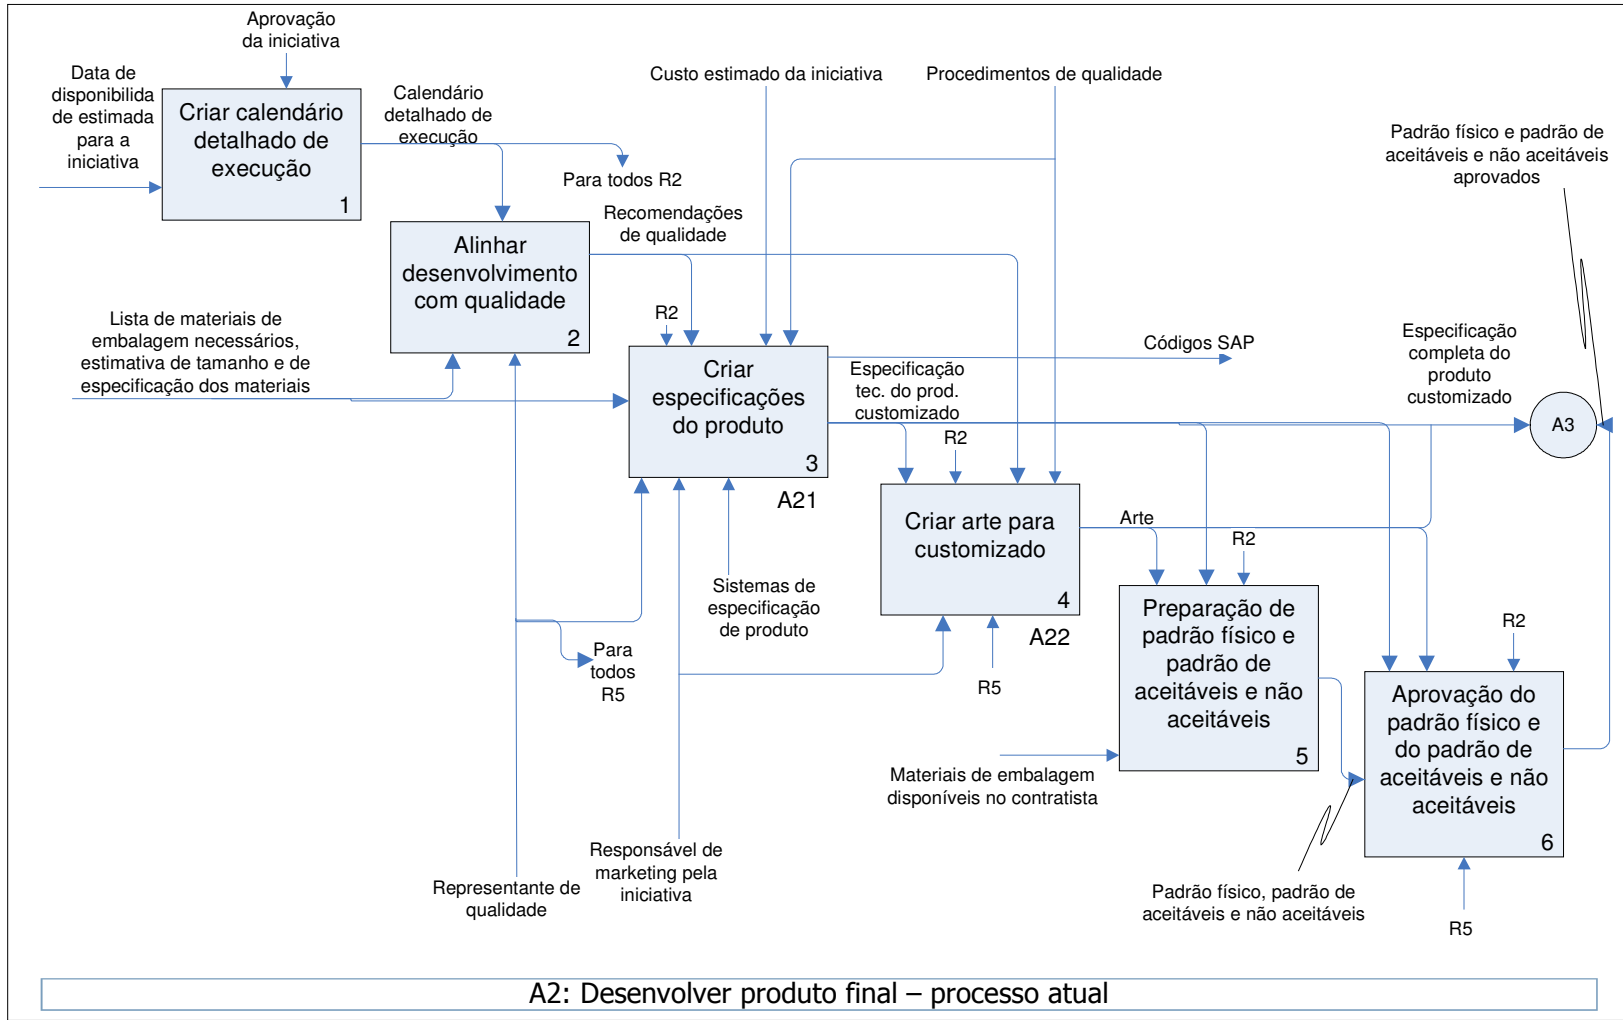 Aprovação
da iniciativa
Data de
disponibilida
de estimada
para a
iniciativa
Criar calendário
detalhado de
execução
1
Calendário
detalhado de
execução
Para todos R2
Custo estimado da iniciativa
Procedimentos de qualidade
Padrão físico e padrão de
aceitáveis e não aceitáveis
aprovados
Alinhar
desenvolvimento
com qualidade
2
Recomendações
de qualidade
Lista de materiais de
embalagem necessários,
estimativa de tamanho e de
especificação dos materiais
R2
Criar
especificações
do produto
3
A21
Códigos SAP
Especificação
tec. do prod.
customizado
Especificação
completa do
produto
customizado
A3
R2
Criar arte para
customizado
4
A22
Arte
R2
Sistemas de
especificação
de produto
Para
todos
R5
R5
Preparação de
padrão físico e
padrão de
aceitáveis e não
aceitáveis
5
R2
Aprovação do
padrão físico e
do padrão de
aceitáveis e não
aceitáveis
6
Materiais de embalagem
disponíveis no contratista
Responsável de
marketing pela
iniciativa
Representante de
qualidade
Padrão físico, padrão de
aceitáveis e não aceitáveis
R5
A2: Desenvolver produto final – processo atual